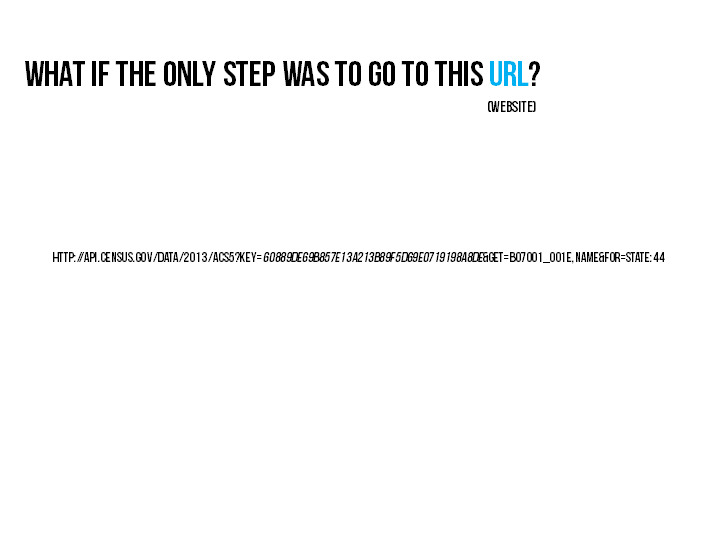 WHAT IF THE ONLY STEP WAS TO GO TO THIS URL?
(WEBSITE)
HTTP://API.CENSUS.GOV/DATA/2013/ACS5?KEY=60889DE69B857E13A213B89F5D69E0719198A8DE&GET=B07001_001E,NAME&FOR=STATE:44